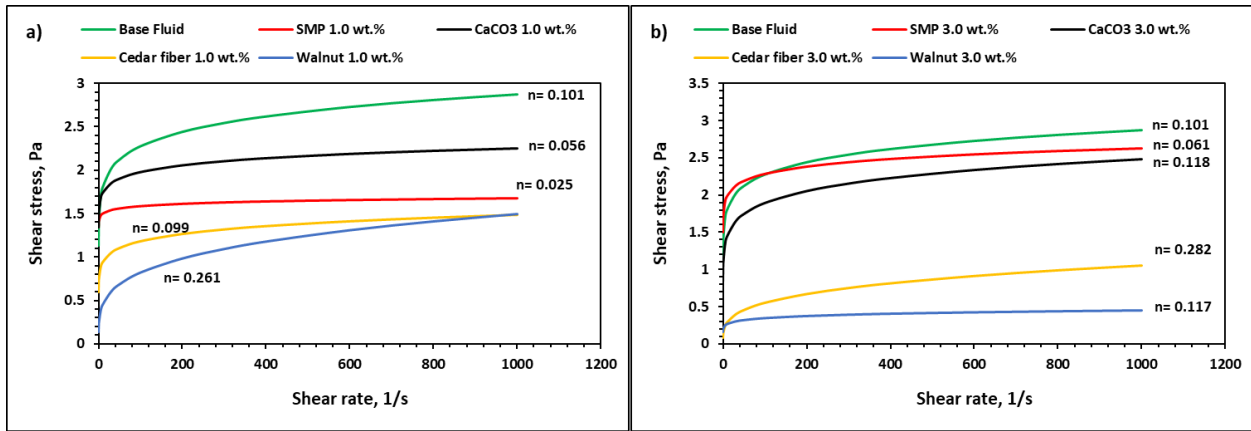 a)
Base Fluid SMP 1.0 wt.% CaCO3 1.0 wt.%
Cedar fiber 1.0 wt.% Walnut 1.0 wt.%
3
2.5
2
1.5
1
0.5
0
Shear stress, Pa
n= 0.101
n= 0.056
n= 0.025
n= 0.099
n= 0.261
0 200 400 600 800 1000 1200
Shear rate, 1/s
b)
Base Fluid SMP 3.0 wt.% CaCO3 3.0 wt.%
Cedar fiber 3.0 wt.% Walnut 3.0 wt.%
3.5
3
2.5
2
1.5
1
0.5
0
Shear stress, Pa
n= 0.101
n= 0.061
n= 0.118
n= 0.282
n= 0.117
0 200 400 600 800 1000 1200
Shear rate, 1/s